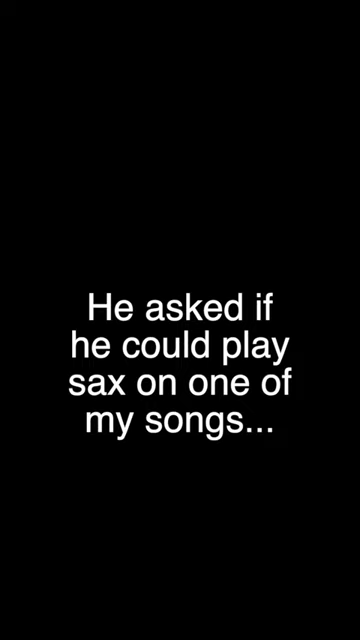 He asked if
he could play
sax on one of
my songs...